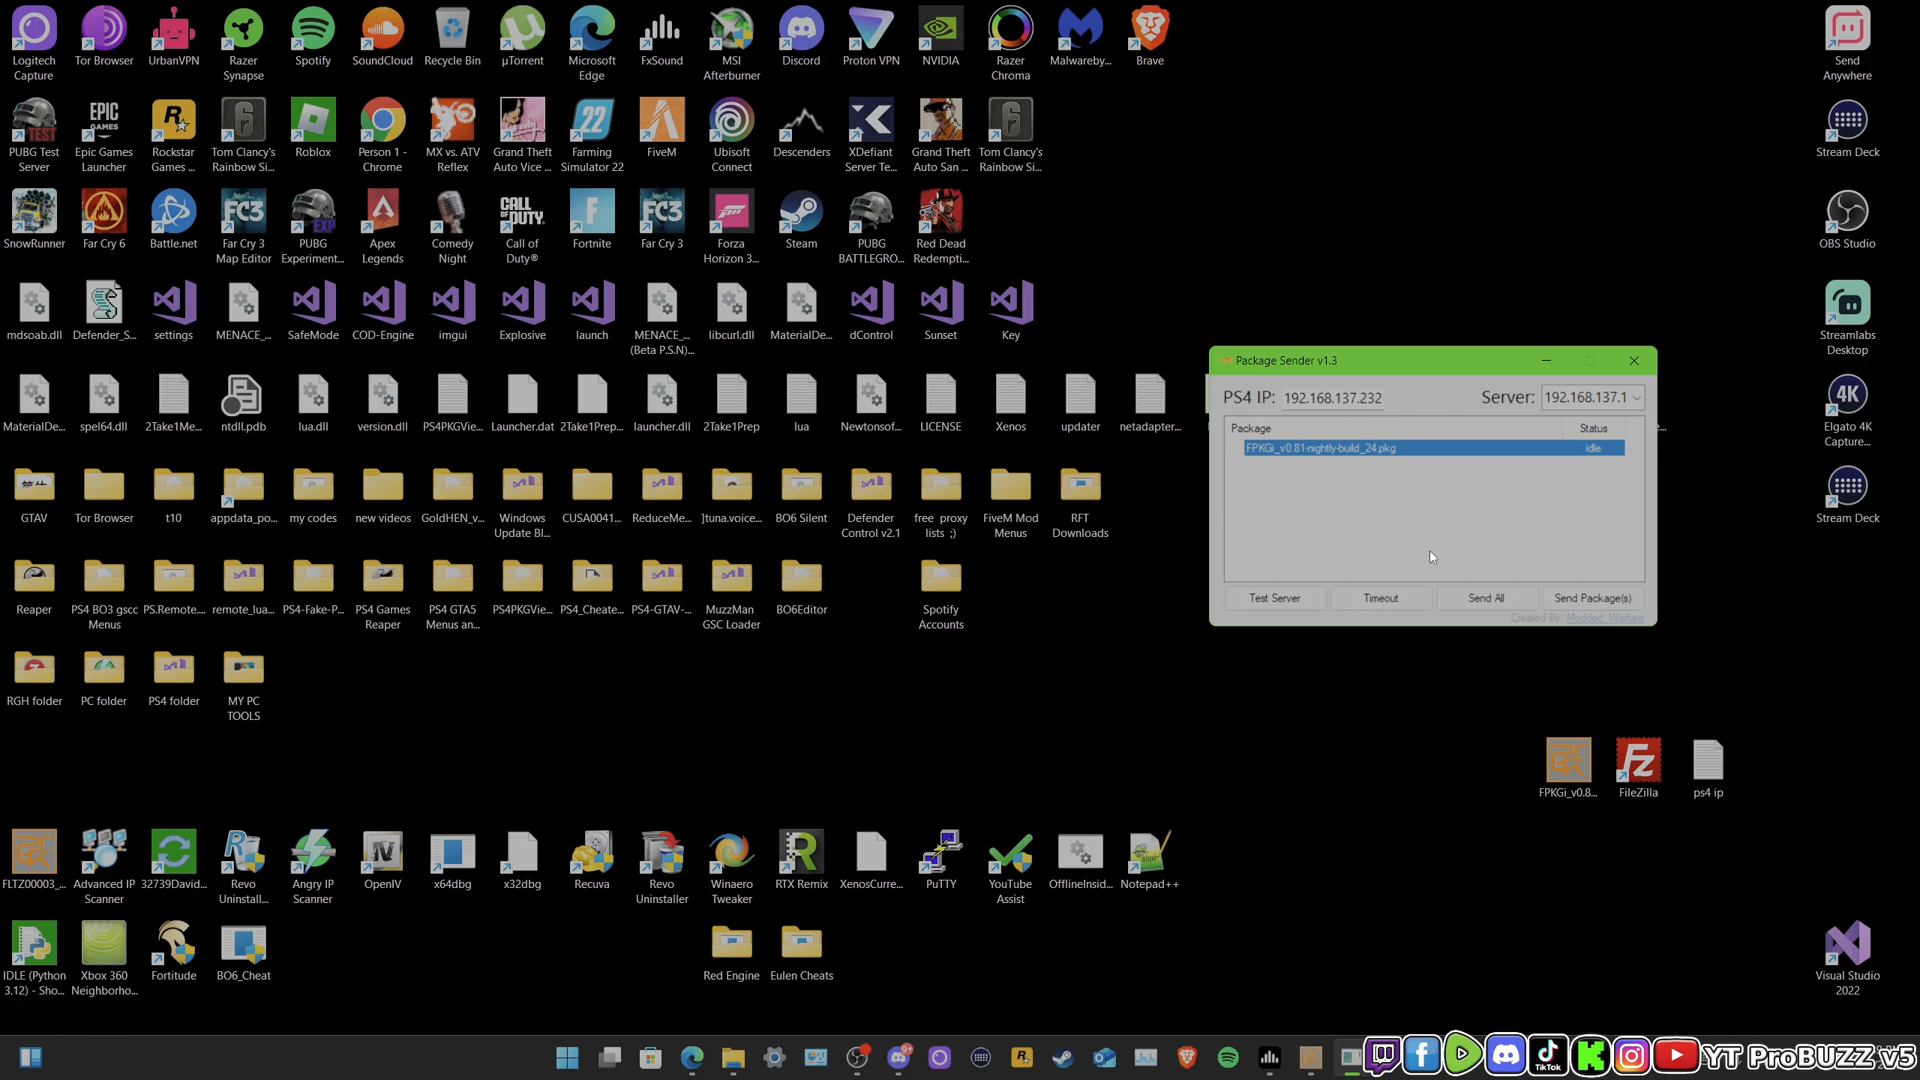 Logitech Capture
Tor Browser
UrbanVPN
Razer Synapse
Spotify
SoundCloud
Recycle Bin
µTorrent
Microsoft Edge
FxSound
MSI Afterburner
Discord
Proton VPN
NVIDIA
Razer Chroma
Malwareby...
Brave
Send Anywhere
PUBG Test Server
Epic Games Launcher
Rockstar Games ...
Tom Clancy's Rainbow Si...
Roblox
Person 1 - Chrome
MX vs. ATV Reflex
Grand Theft Auto Vice ...
Farming Simulator 22
FiveM
Ubisoft Connect
Descenders
XDefiant Server Te...
Grand Theft Auto San ...
Tom Clancy's Rainbow Si...
Stream Deck
SnowRunner
Far Cry 6
Battle.net
Far Cry 3 Map Editor
PUBG Experiment...
Apex Legends
Comedy Night
Call of Duty®
Fortnite
Far Cry 3
Forza Horizon 3...
Steam
PUBG BATTLEGRO...
Red Dead Redempti...
OBS Studio
mdsoab.dll
Defender_S...
settings
MENACE_...
SafeMode
COD-Engine
imgui
Explosive
launch
MENACE_... (Beta P.S.N)...
libcurl.dll
MaterialDe...
dControl
Sunset
Key
Streamlabs Desktop
Package Sender v1.3
PS4 IP: 192.168.137.232
Server: 192.168.137.1
Package
Status
FPKGi_v0.81-nightly-build_24.pkg
idle
Test Server
Timeout
Send All
Send Package(s)
Created By: Modded_Warfare
MaterialDe...
spel64.dll
2Take1Me...
ntdll.pdb
lua.dll
version.dll
PS4PKGVie...
Launcher.dat
2Take1Prep...
launcher.dll
2Take1Prep
lua
Newtonsof...
LICENSE
Xenos
updater
netadapter...
Elgato 4K Capture...
GTAV
Tor Browser
t10
appdata_po...
my codes
new videos
GoldHEN_v...
Windows Update Bl...
CUSA0041...
ReduceMe...
]tuna.voice...
BO6 Silent
Defender Control v2.1
free proxy lists ;)
FiveM Mod Menus
RFT Downloads
Stream Deck
Reaper
PS4 BO3 gscc Menus
PS.Remote....
remote_lua...
PS4-Fake-P...
PS4 Games Reaper
PS4 GTA5 Menus an...
PS4PKGVie...
PS4_Cheate...
PS4-GTAV-...
MuzzMan GSC Loader
BO6Editor
Spotify Accounts
RGH folder
PC folder
PS4 folder
MY PC TOOLS
FPKGi_v0.8...
FileZilla
ps4 ip
FLTZ00003_...
Advanced IP Scanner
32739David...
Revo Uninstall...
Angry IP Scanner
OpenIV
x64dbg
x32dbg
Recuva
Revo Uninstaller
Winaero Tweaker
RTX Remix
XenosCurre...
PuTTY
YouTube Assist
OfflineInsid...
Notepad++
IDLE (Python 3.12) - Sho...
Xbox 360 Neighborho...
Fortitude
BO6_Cheat
Red Engine
Eulen Cheats
Visual Studio 2022
TikTok
YT ProBUZZ v5